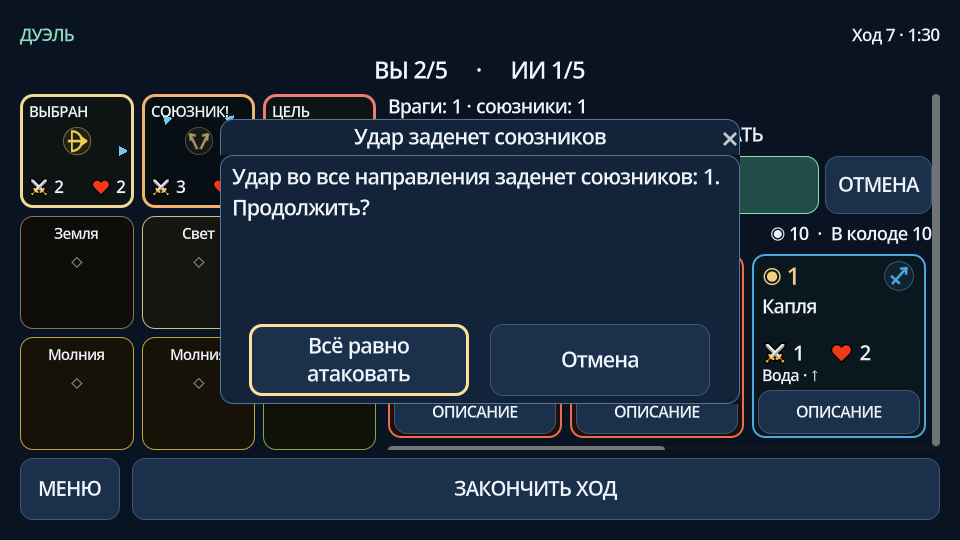 ДУЭЛЬ
Ход 7 · 1:30
ВЫ 2/5 · ИИ 1/5
ВЫБРАН
СОЮЗНИК!
ЦЕЛЬ
Враги: 1 · союзники: 1
Удар заденет союзников
×
Удар во все направления заденет союзников: 1.
Продолжить?
Всё равно
атаковать
Отмена
ОТМЕНА
2
2
3
Земля
Свет
10 · В колоде 10
1
Капля
1
2
Вода · ↑
Молния
ОПИСАНИЕ
ОПИСАНИЕ
ОПИСАНИЕ
МЕНЮ
ЗАКОНЧИТЬ ХОД